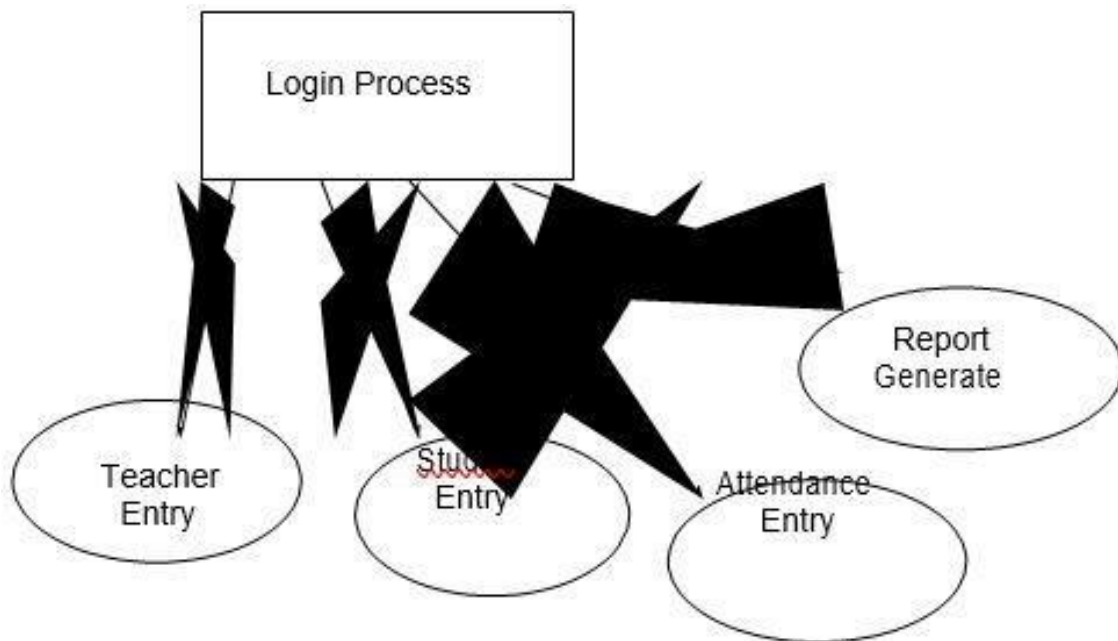 Login Process
Report
Generate
Teacher
Entry
Entry
Attendance
Entry